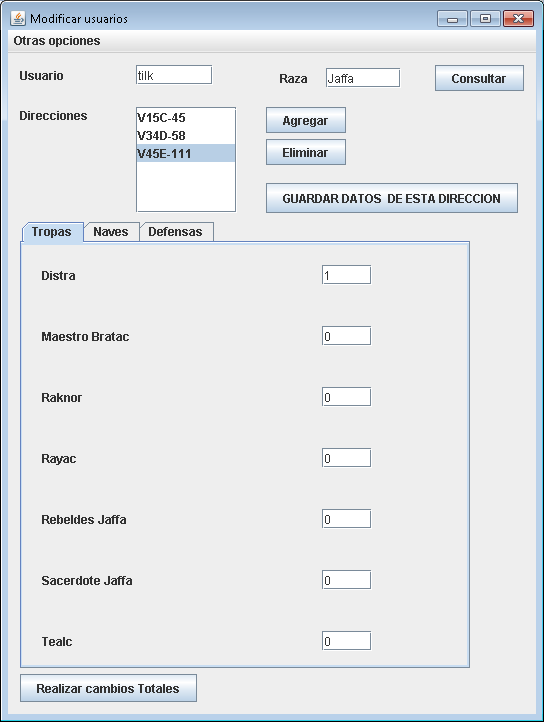 Modificar usuarios
Otras opciones
Usuario tilk Raza Jaffa Consultar
Direcciones
V15C-45
V34D-58
V45E-111
Agregar
Eliminar
GUARDAR DATOS DE ESTA DIRECCION
Tropas Naves Defensas
Distra 1
Maestro Bratac 0
Raknor 0
Rayac 0
Rebeldes Jaffa 0
Sacerdote Jaffa 0
Tealc 0
Realizar cambios Totales